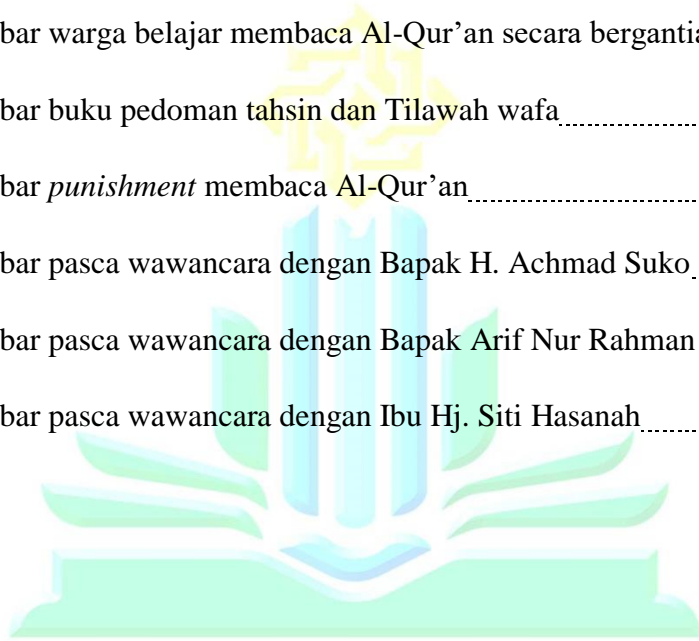 bar warga belajar membaca Al-Qur’an secara berganti
bar buku pedoman tahsin dan Tilawah wafa
bar punishment membaca Al-Qur’an
bar pasca wawancara dengan Bapak H. Achmad Suko
bar pasca wawancara dengan Bapak Arif Nur Rahman
bar pasca wawancara dengan Ibu Hj. Siti Hasanah